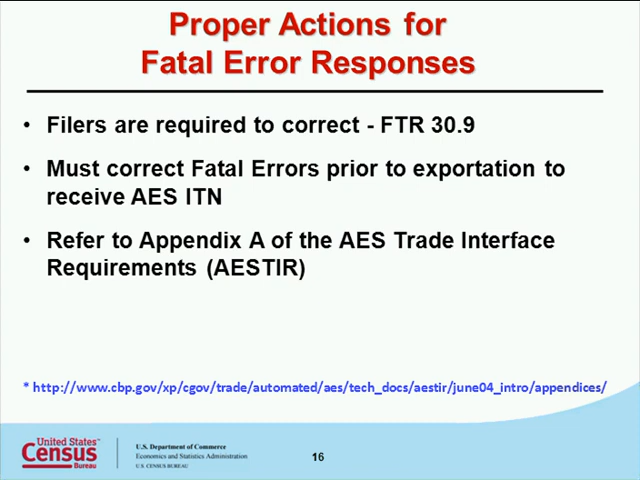 Proper Actions for
Fatal Error Responses
• Filers are required to correct - FTR 30.9
• Must correct Fatal Errors prior to exportation to
receive AES ITN
• Refer to Appendix A of the AES Trade Interface
Requirements (AESTIR)
* http://www.cbp.gov/xp/cgov/trade/automated/aes/tech_docs/aestir/june04_intro/appendices/
United States™
Census
Bureau
U.S. Department of Commerce
Economics and Statistics Administration
U.S. CENSUS BUREAU
16